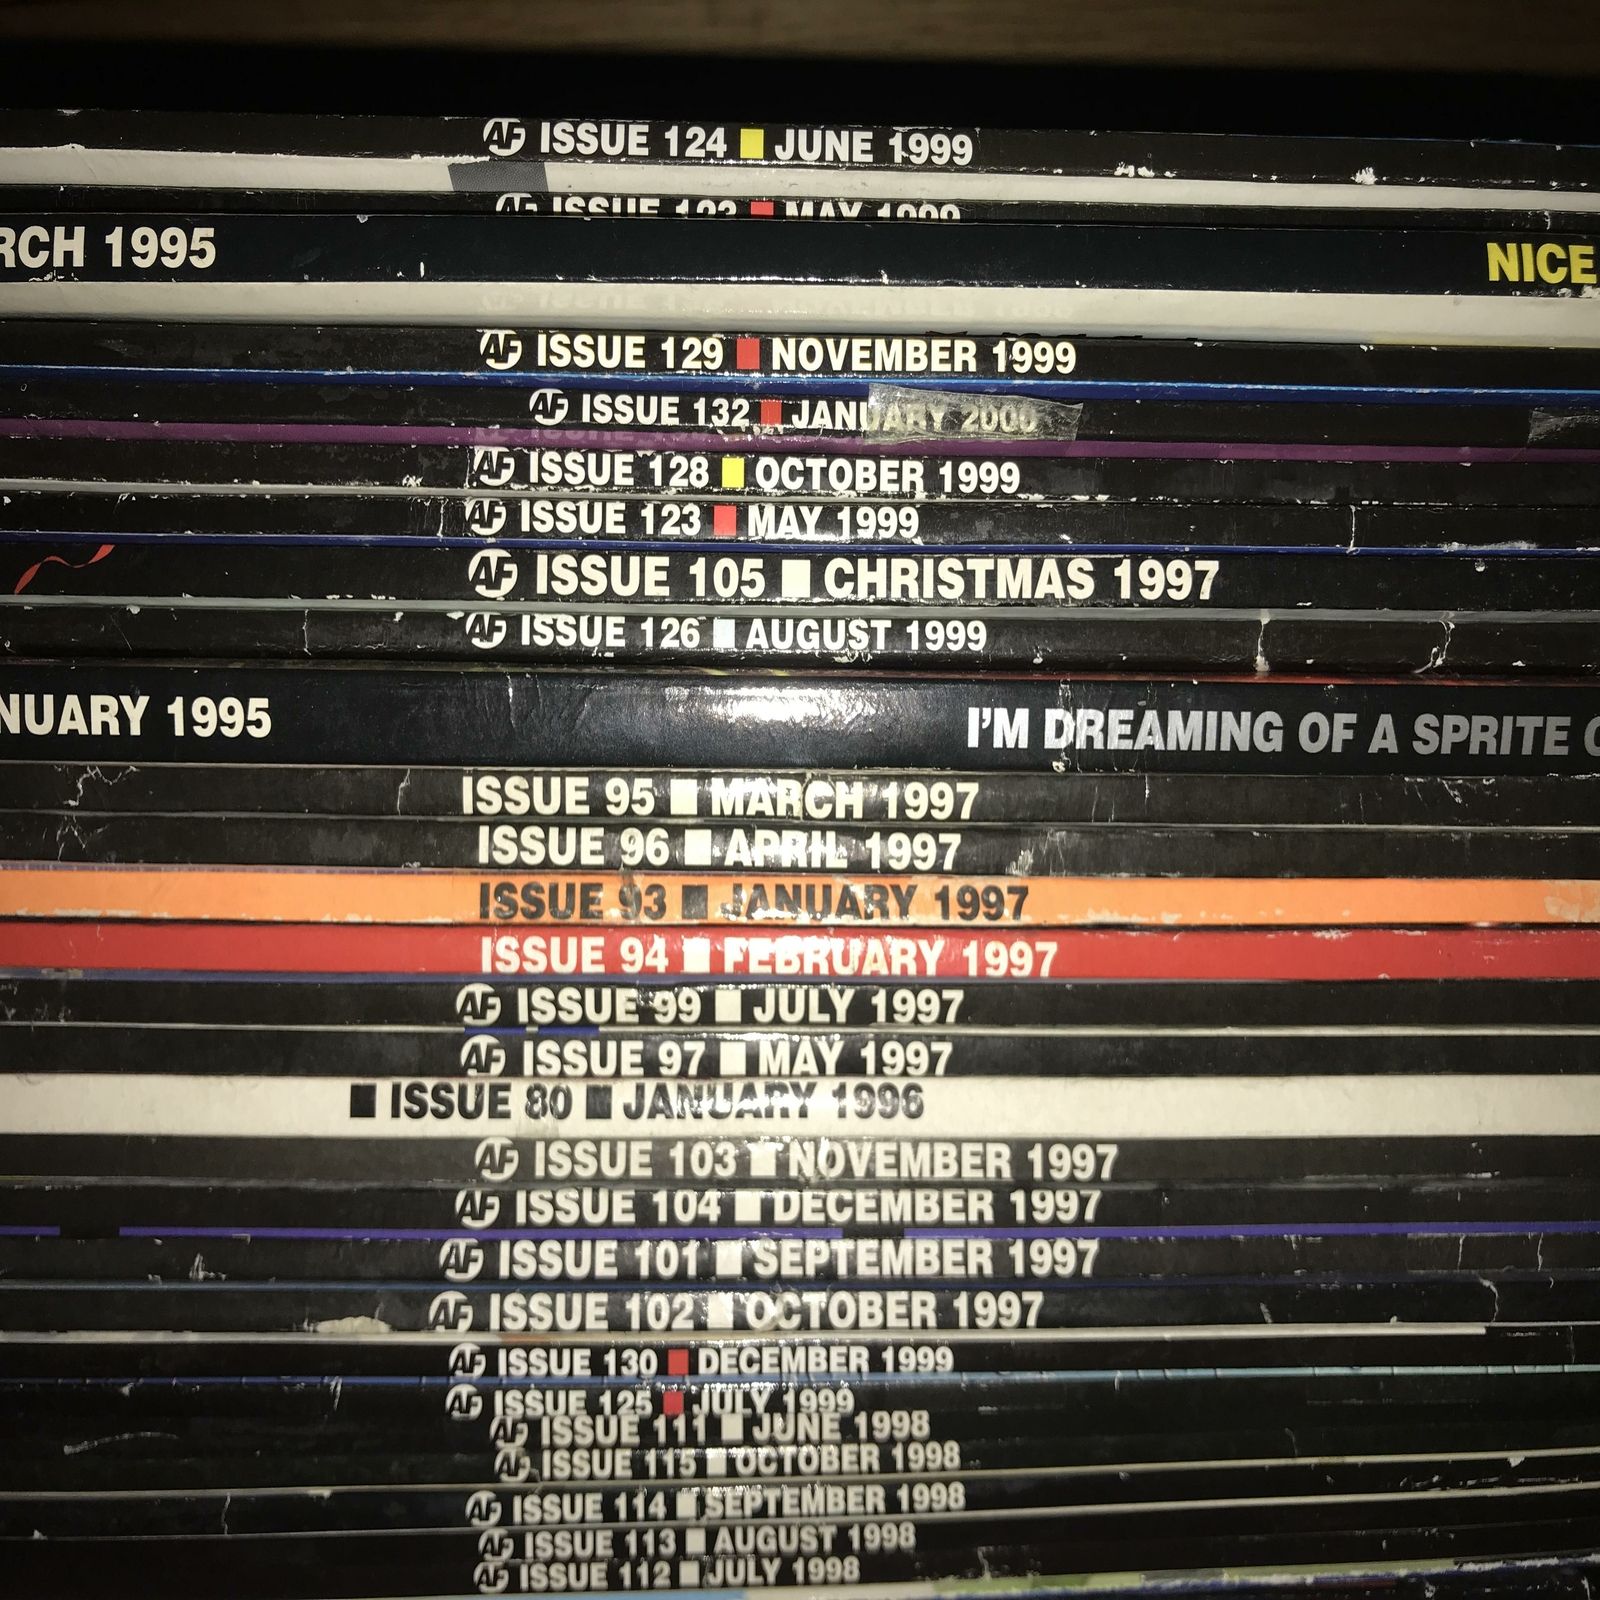 AF ISSUE 124 JUNE 1999
AF ISSUE 123 MAY 1999
RCH 1995 NICE
AF ISSUE 129 NOVEMBER 1999
AF ISSUE 132 JANUARY 2000
AF ISSUE 128 OCTOBER 1999
AF ISSUE 123 MAY 1999
AF ISSUE 105 CHRISTMAS 1997
AF ISSUE 126 AUGUST 1999
NUARY 1995 I'M DREAMING OF A SPRITE
ISSUE 95 MARCH 1997
ISSUE 96 APRIL 1997
ISSUE 93 JANUARY 1997
ISSUE 94 FEBRUARY 1997
AF ISSUE 99 JULY 1997
AF ISSUE 97 MAY 1997
ISSUE 80 JANUARY 1996
AF ISSUE 103 NOVEMBER 1997
AF ISSUE 104 DECEMBER 1997
AF ISSUE 101 SEPTEMBER 1997
AF ISSUE 102 OCTOBER 1997
AF ISSUE 130 DECEMBER 1999
AF ISSUE 125 JULY 1999
AF ISSUE 111 JUNE 1998
AF ISSUE 115 OCTOBER 1998
AF ISSUE 114 SEPTEMBER 1998
AF ISSUE 113 AUGUST 1998
AF ISSUE 112 JULY 1998